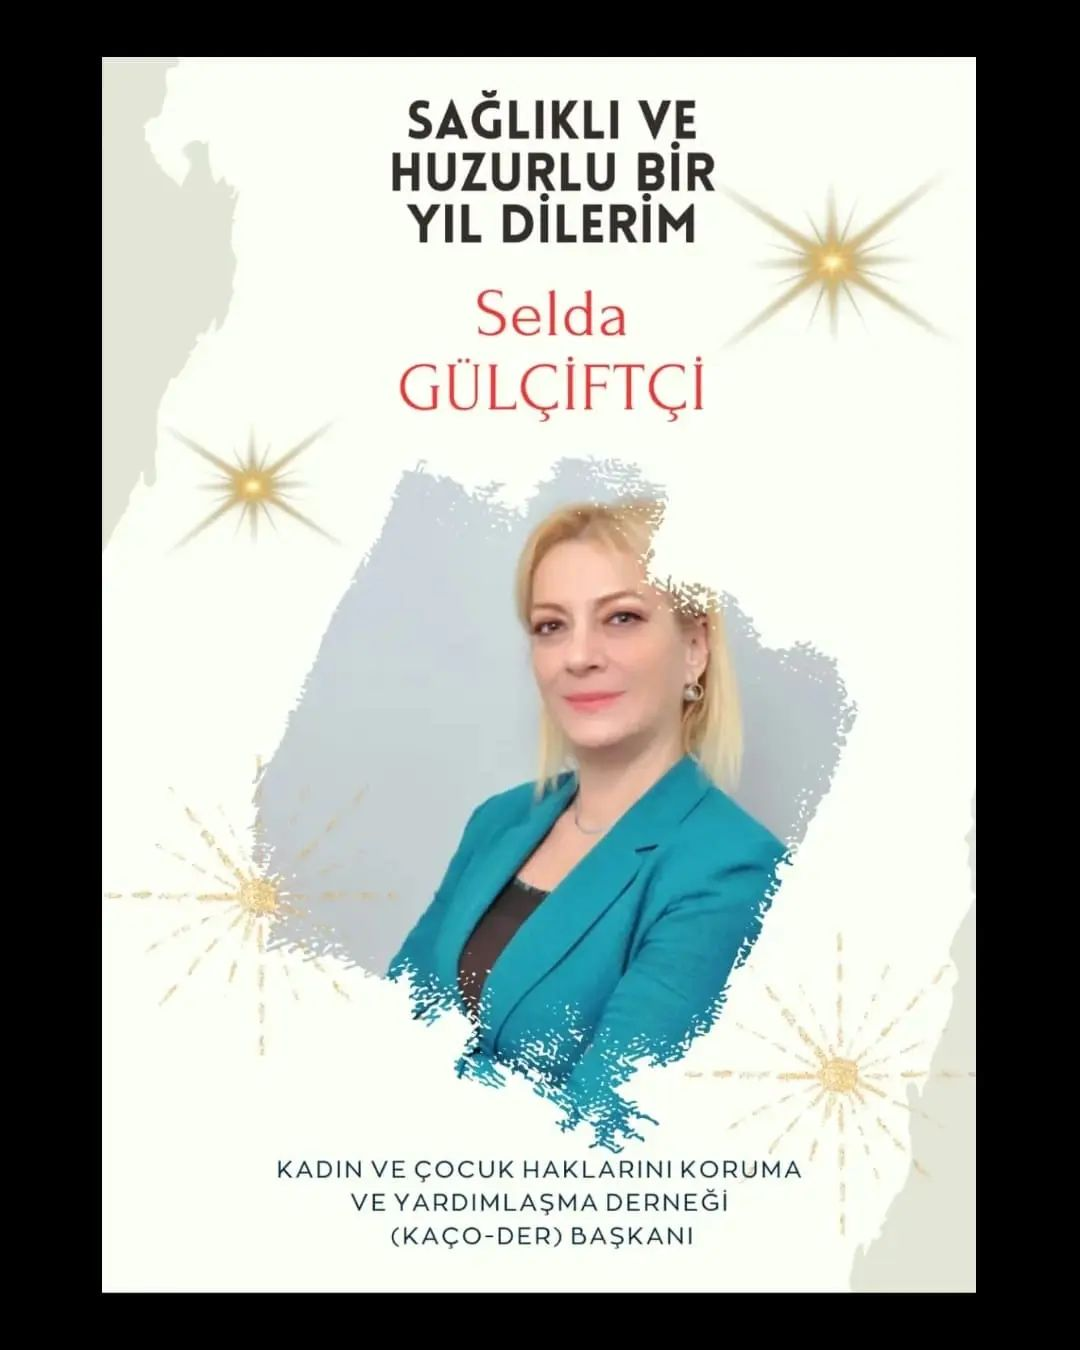 SAĞLIKLI VE
HUZURLU BİR
YIL DİLERİM
Selda
GÜLÇİFTÇİ
KADIN VE ÇOCUK HAKLARINI KORUMA
VE YARDIMLAŞMA DERNEĞİ
(KAÇO-DER) BAŞKANI